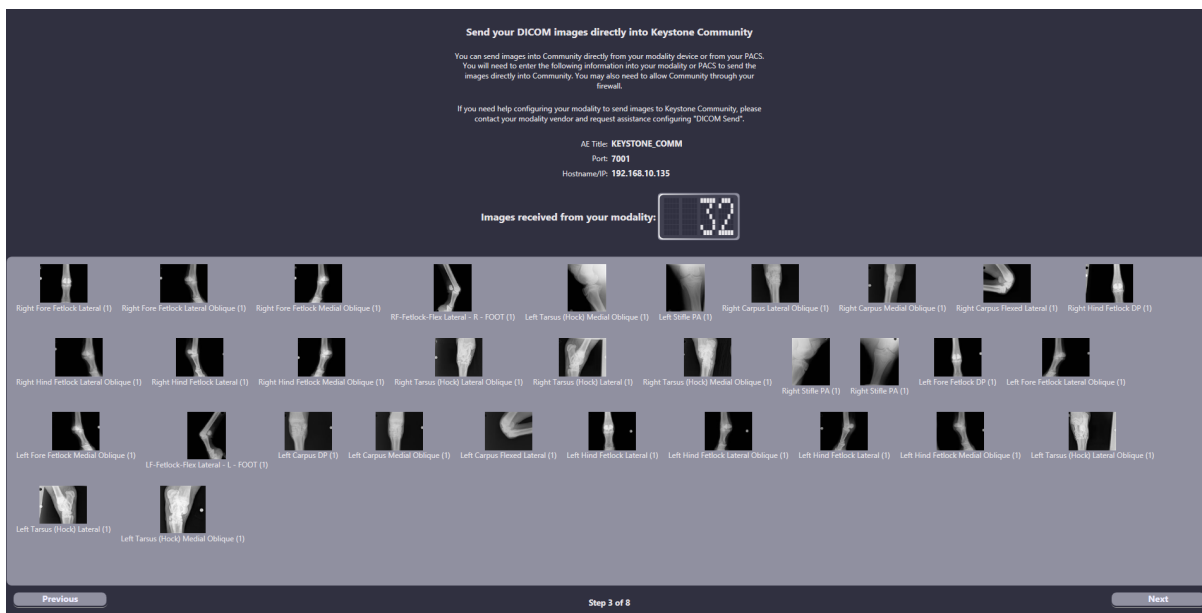 Send your DICOM images directly into Keystone Community
You can send images into Community directly from your modality device or from your PACS.
You will need to enter the following information into your modality or PACS to send the
images directly into Community. You may also need to allow Community through your
firewall.
If you need help configuring your modality to send images to Keystone Community, please
contact your modality vendor and request assistance configuring "DICOM Send".
AE Title: KEYSTONE_COMM
Port: 7001
Hostname/IP: 192.168.10.135
Images received from your modality: 32
Right Fore Fetlock Lateral (1)
Right Fore Fetlock Lateral Oblique (1)
Right Fore Fetlock Medial Oblique (1)
RF-Fetlock-Flex Lateral - R - FOOT (1)
Left Tarsus (Hock) Medial Oblique (1)
Left Stifle PA (1)
Right Carpus Lateral Oblique (1)
Right Carpus Medial Oblique (1)
Right Carpus Flexed Lateral (1)
Right Hind Fetlock DP (1)
Right Hind Fetlock Lateral Oblique (1)
Right Hind Fetlock Lateral (1)
Right Hind Fetlock Medial Oblique (1)
Right Tarsus (Hock) Lateral Oblique (1)
Right Tarsus (Hock) Lateral (1)
Right Tarsus (Hock) Medial Oblique (1)
Right Stifle PA (1)
Right Stifle PA (1)
Left Fore Fetlock DP (1)
Left Fore Fetlock Lateral Oblique (1)
Left Fore Fetlock Medial Oblique (1)
LF-Fetlock-Flex Lateral - L - FOOT (1)
Left Carpus DP (1)
Left Carpus Medial Oblique (1)
Left Carpus Flexed Lateral (1)
Left Hind Fetlock Lateral (1)
Left Hind Fetlock Lateral Oblique (1)
Left Hind Fetlock Lateral (1)
Left Hind Fetlock Medial Oblique (1)
Left Tarsus (Hock) Lateral Oblique (1)
Left Tarsus (Hock) Lateral (1)
Left Tarsus (Hock) Medial Oblique (1)
Previous
Step 3 of 8
Next